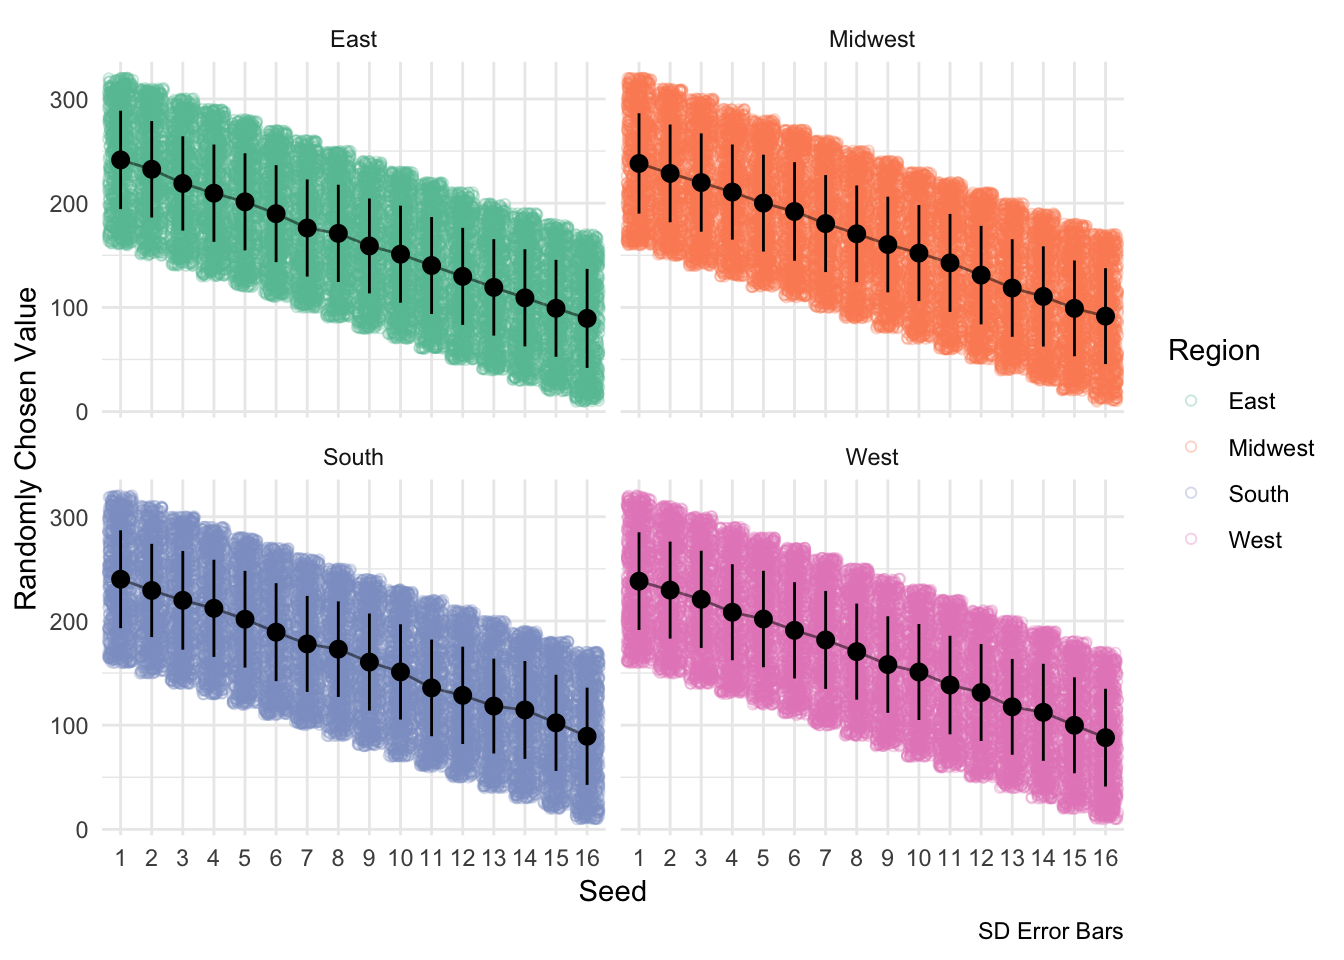 East
Midwest
300
200
100
0
Randomly Chosen Value
South
West
300
200
100
0
1 2 3 4 5 6 7 8 9 10 11 12 13 14 15 16
1 2 3 4 5 6 7 8 9 10 11 12 13 14 15 16
Seed
SD Error Bars
Region
East
Midwest
South
West